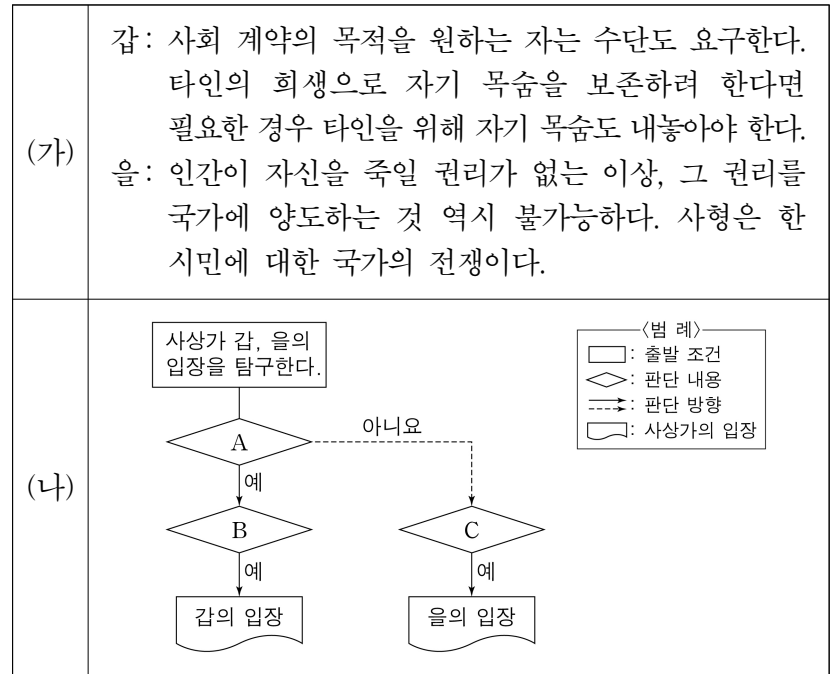 (가)
갑: 사회 계약의 목적을 원하는 자는 수단도 요구한다.
타인의 희생으로 자기 목숨을 보존하려 한다면
필요한 경우 타인을 위해 자기 목숨도 내놓아야 한다.
을: 인간이 자신을 죽일 권리가 없는 이상, 그 권리를
국가에 양도하는 것 역시 불가능하다. 사형은 한
시민에 대한 국가의 전쟁이다.
(나)
사상가 갑, 을의
입장을 탐구한다.
〈범 례〉
: 출발 조건
: 판단 내용
: 판단 방향
: 사상가의 입장
A
아니요
예
B
C
예
예
갑의 입장
을의 입장